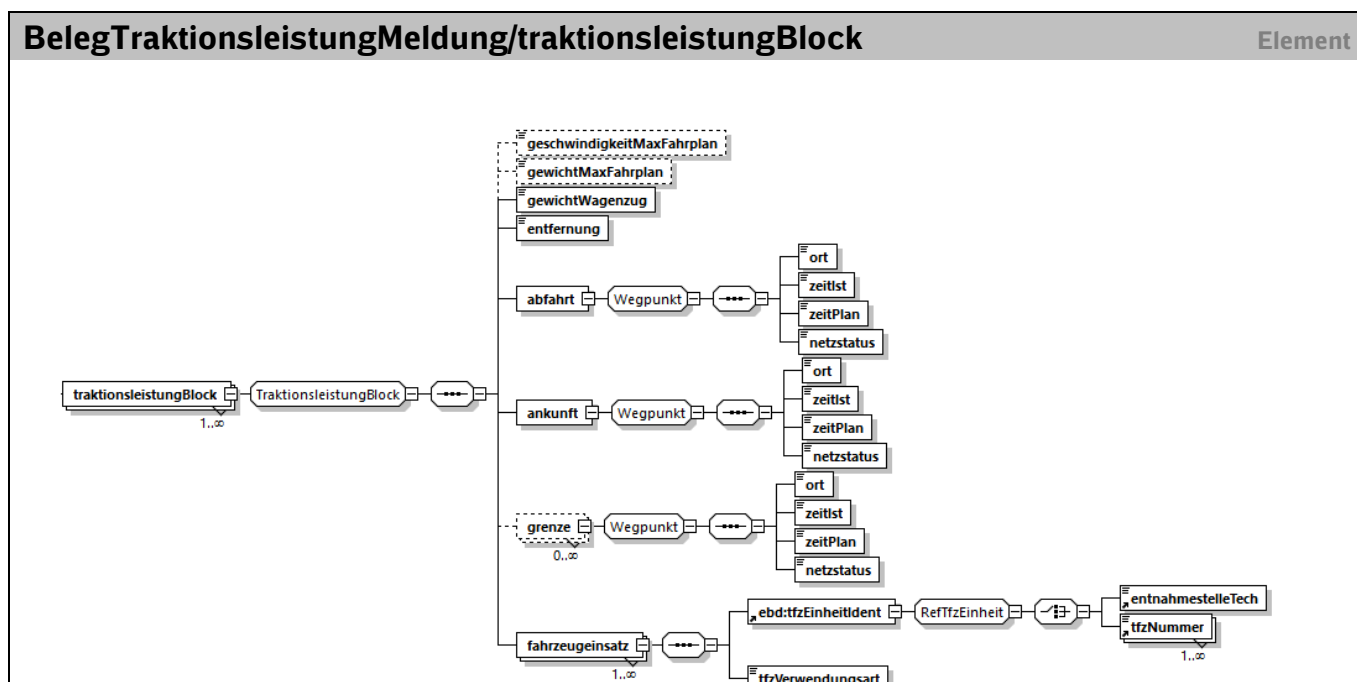 BelegTraktionsleistungMeldung/traktionsleistungBlock Element
geschwindigkeitMaxFahrplan
gewichtMaxFahrplan
gewichtWagenzug
entfernung
abfahrt Wegpunkt
ort
zeitIst
zeitPlan
netzstatus
traktionsleistungBlock TraktionsleistungBlock
1..∞
ankunft Wegpunkt
ort
zeitIst
zeitPlan
netzstatus
grenze Wegpunkt
0..∞
ort
zeitIst
zeitPlan
netzstatus
fahrzeugeinsatz
1..∞
ebd:tfzEinheitIdent RefTfzEinheit
entnahmestelleTech
tfzNummer
1..∞
tfzVerwendungsart